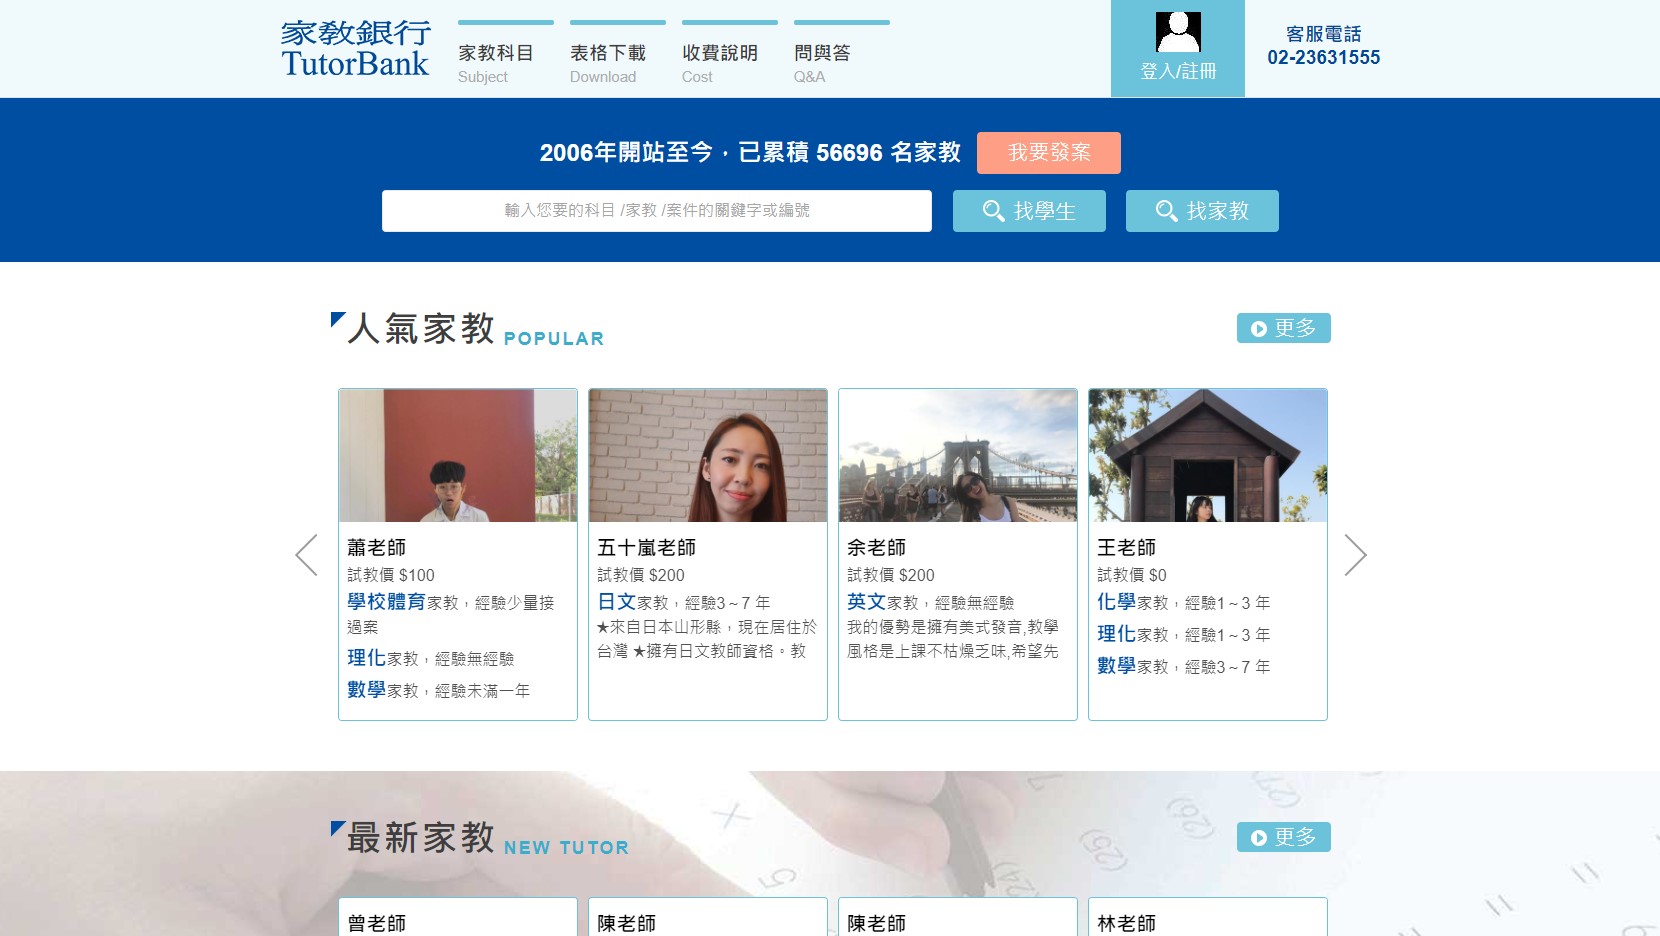 家教銀行
TutorBank
家教科目
Subject
表格下載
Download
收費說明
Cost
問與答
Q&A
登入/註冊
客服電話
02-23631555
2006年開站至今，已累積 56696 名家教
我要發案
輸入您要的科目 /家教 /案件的關鍵字或編號
找學生
找家教
人氣家教 POPULAR
更多
蕭老師
試教價 $100
學校體育家教，經驗少量接
過案
理化家教，經驗無經驗
數學家教，經驗未滿一年
五十嵐老師
試教價 $200
日文家教，經驗3～7 年
★來自日本山形縣，現在居住於
台灣 ★擁有日文教師資格。教
余老師
試教價 $200
英文家教，經驗無經驗
我的優勢是擁有美式發音,教學
風格是上課不枯燥乏味,希望先
王老師
試教價 $0
化學家教，經驗1～3 年
理化家教，經驗1～3 年
數學家教，經驗3～7 年
最新家教 NEW TUTOR
更多
曾老師
陳老師
陳老師
林老師